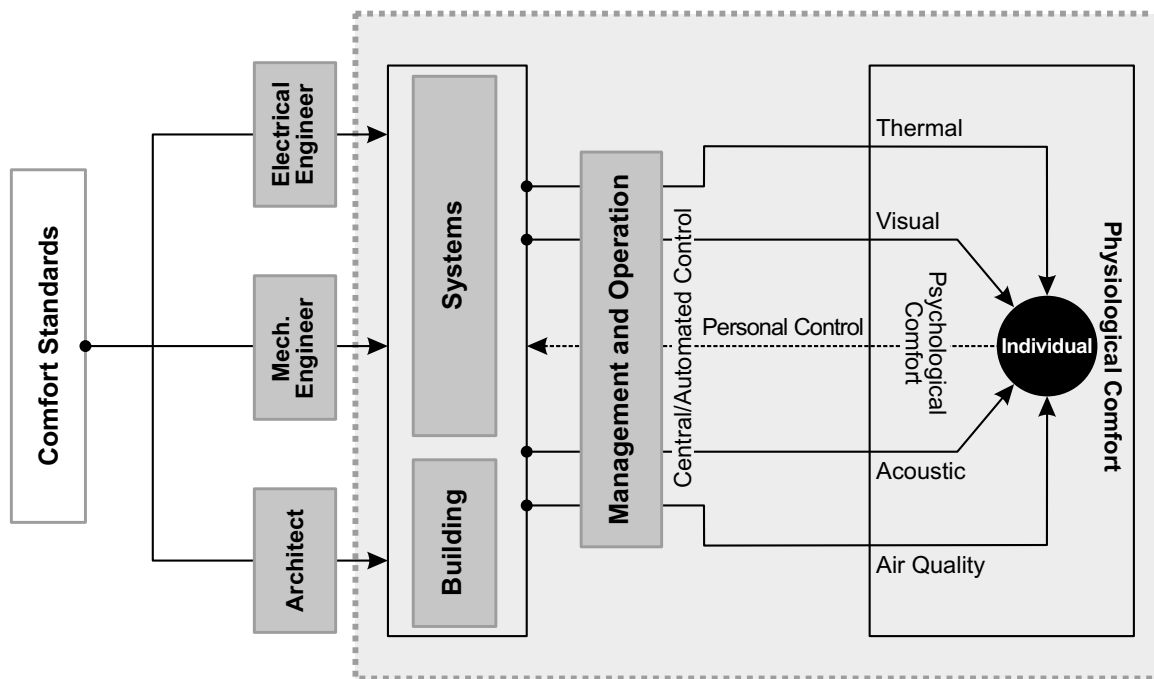 Comfort Standards
Electrical
Engineer
Mech.
Engineer
Architect
Systems
Building
Management and Operation
Central/Automated Control
Thermal
Visual
Personal Control
Psychological
Comfort
Individual
Acoustic
Air Quality
Physiological Comfort